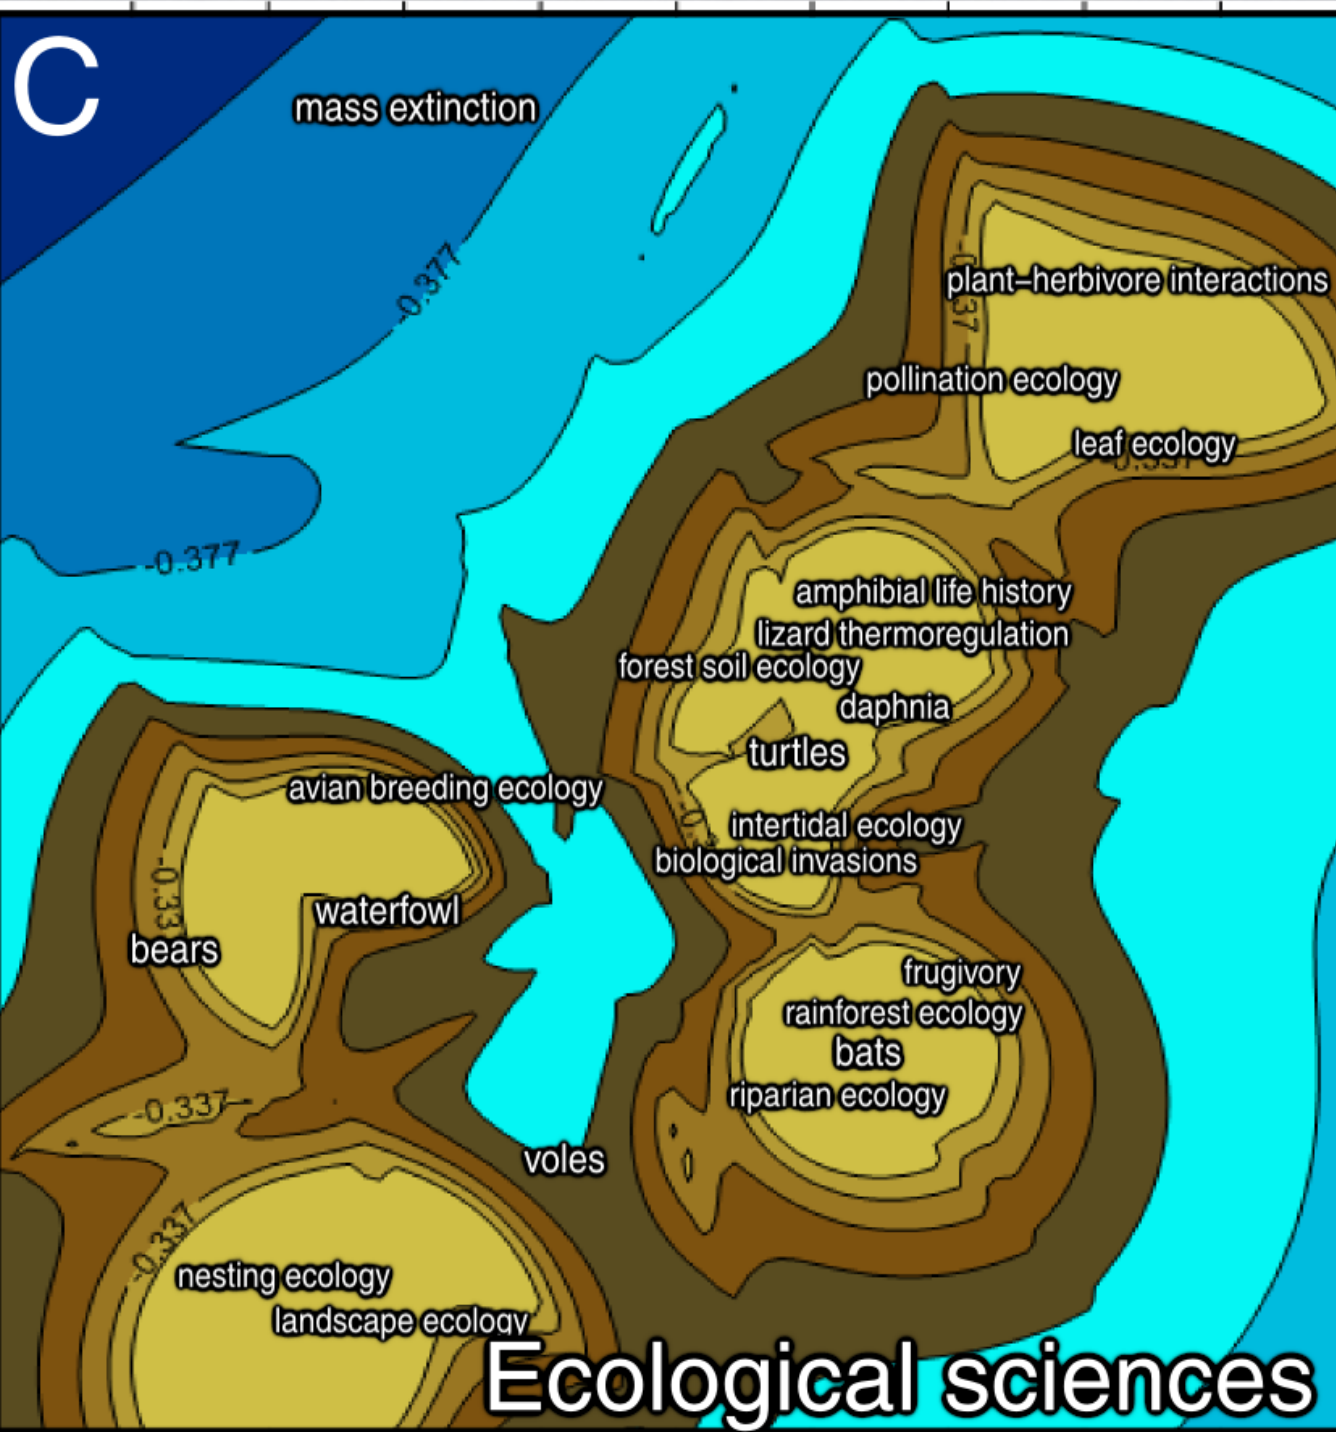 C
mass extinction
-0.377
plant–herbivore interactions
pollination ecology
leaf ecology
-0.377
amphibial life history
lizard thermoregulation
forest soil ecology
daphnia
turtles
avian breeding ecology
intertidal ecology
biological invasions
waterfowl
bears
frugivory
rainforest ecology
bats
riparian ecology
-0.337
voles
-0.337
nesting ecology
landscape ecology
Ecological sciences